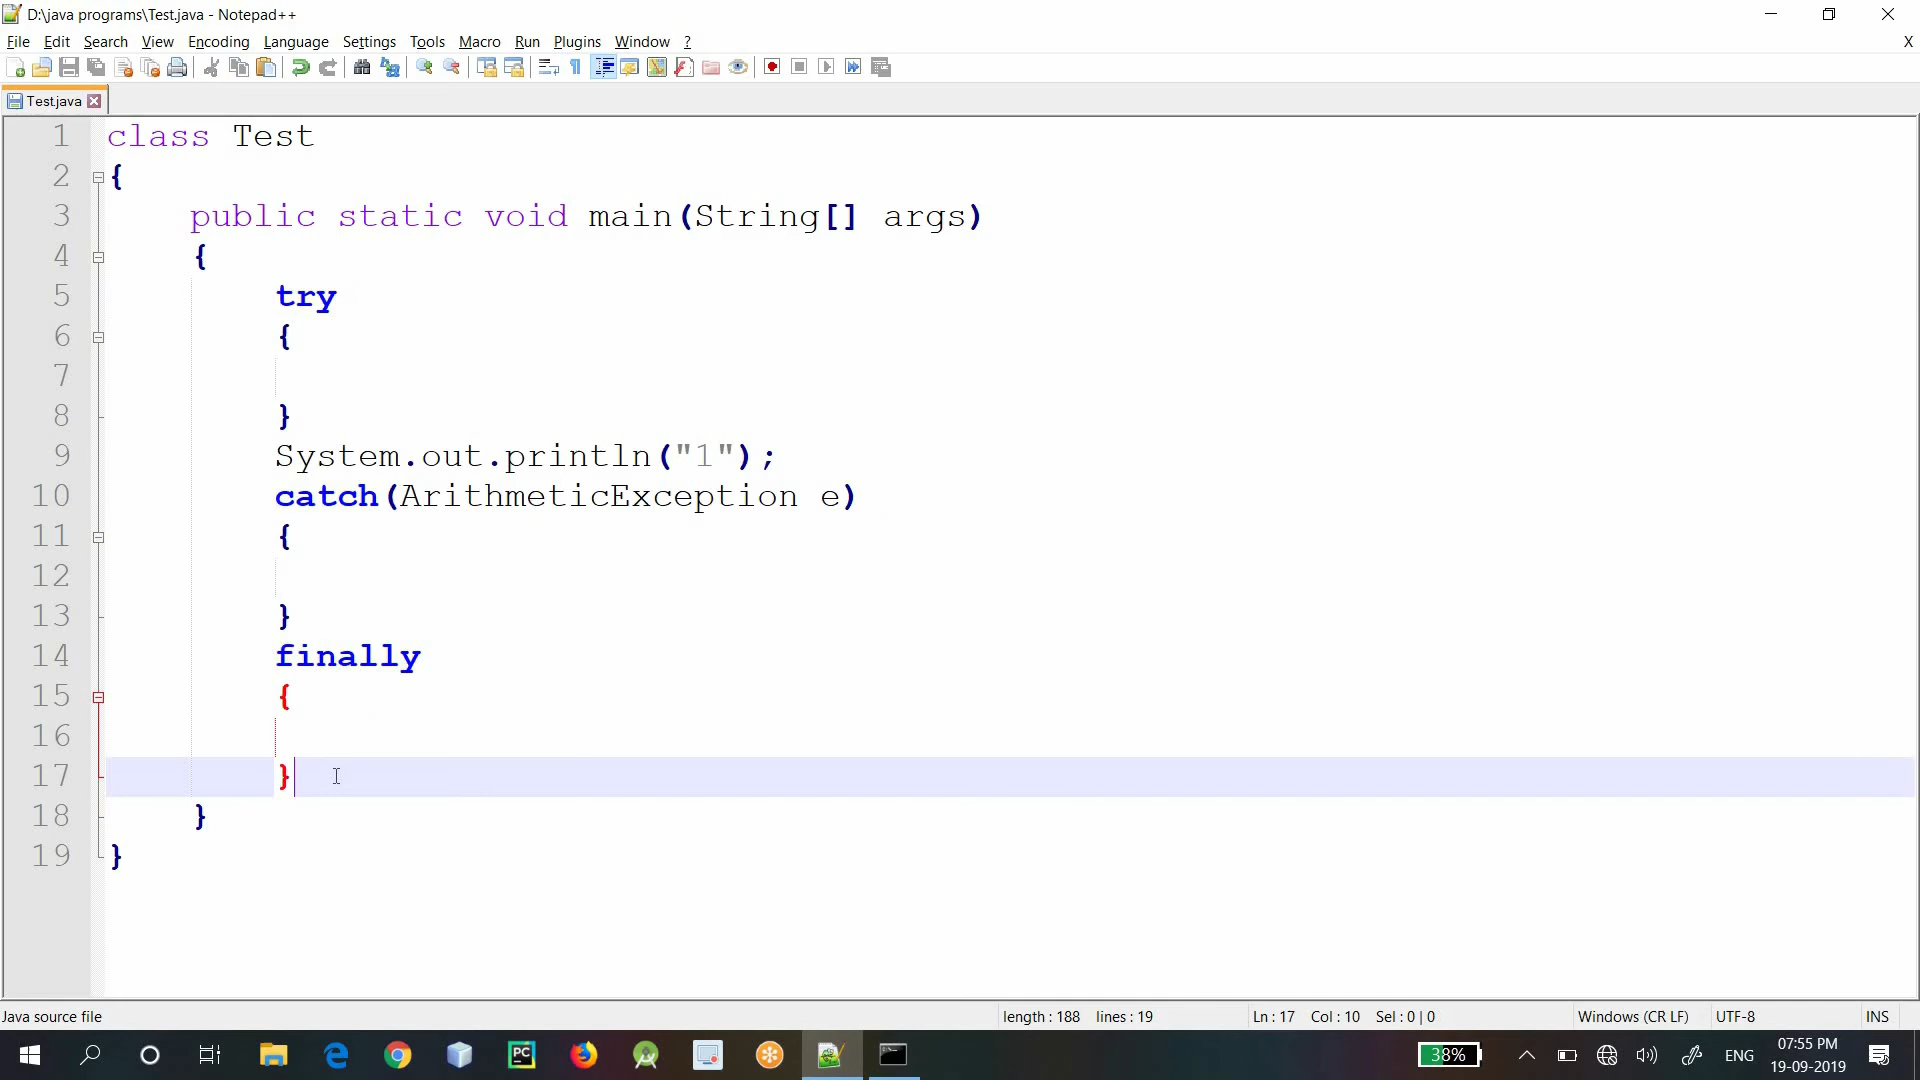 D:\java programs\Test.java - Notepad++
File Edit Search View Encoding Language Settings Tools Macro Run Plugins Window ? X
Test.java
1 class Test
2 {
3 public static void main(String[] args)
4 {
5 try
6 {
7
8 }
9 System.out.println("1");
10 catch(ArithmeticException e)
11 {
12
13 }
14 finally
15 {
16
17 }
18 }
19 }
Java source file length : 188 lines : 19 Ln : 17 Col : 10 Sel : 0 | 0 Windows (CR LF) UTF-8 INS
PC 38% ENG 07:55 PM
19-09-2019